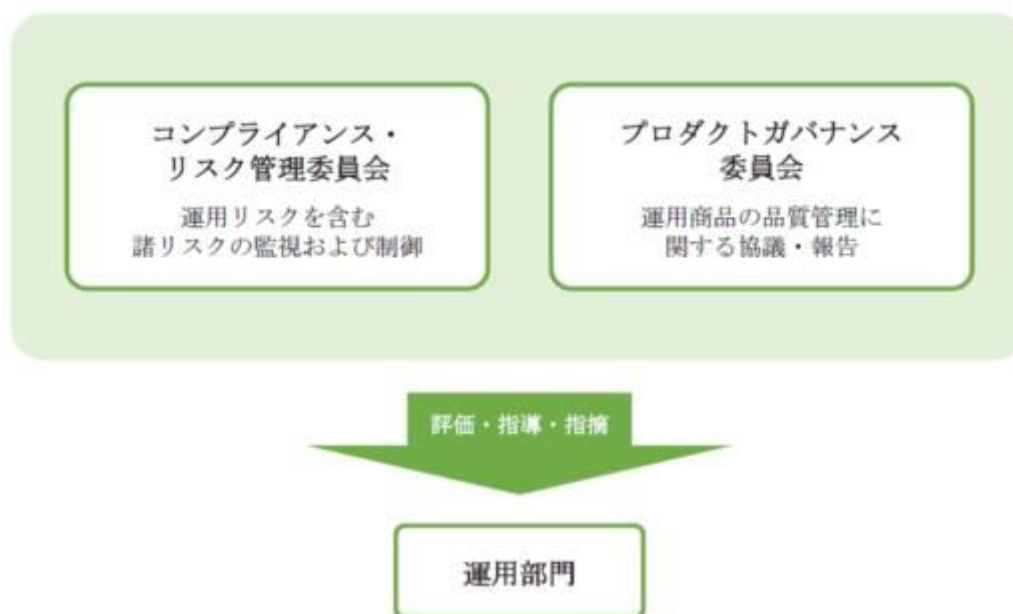 コンプライアンス・
リスク管理委員会
運用リスクを含む
諸リスクの監視および制御
プロダクトガバナンス
委員会
運用商品の品質管理に
関する協議・報告
評価・指導・指摘
運用部門